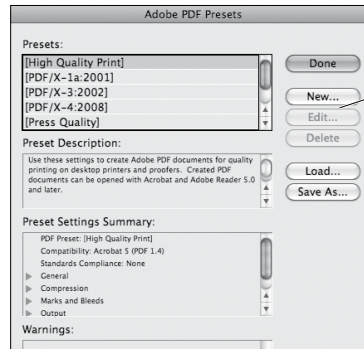 Adobe PDF Presets
Presets:
[High Quality Print]
[PDF/X-1a:2001]
[PDF/X-3:2002]
[PDF/X-4:2008]
[Press Quality]
Done
New...
Edit...
Delete
Load...
Save As...
Preset Description:
Use these settings to create Adobe PDF documents for quality
printing on desktop printers and proofers. Created PDF
documents can be opened with Acrobat and Adobe Reader 5.0
and later.
Preset Settings Summary:
PDF Preset: [High Quality Print]
Compatibility: Acrobat 5 (PDF 1.4)
Standards Compliance: None
General
Compression
Marks and Bleeds
Output
Warnings: